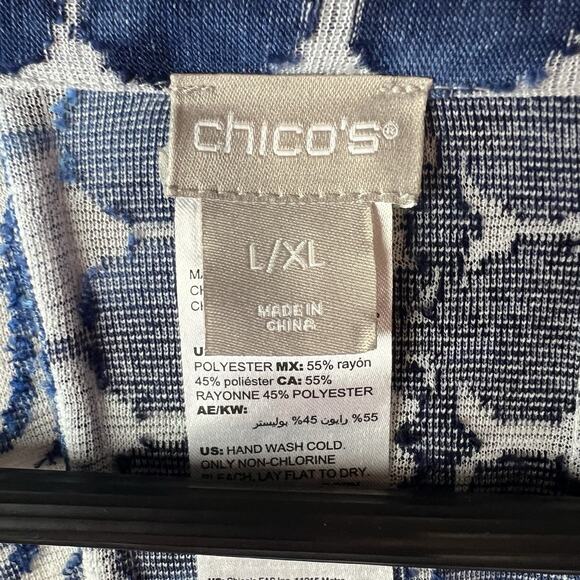 chico's®
L/XL
MADE IN
CHINA
POLYESTER MX: 55% rayón
45% poliéster CA: 55%
RAYONNE 45% POLYESTER
AE/KW:
55% رايون 45% بوليستر
US: HAND WASH COLD.
ONLY NON-CHLORINE
BLEACH. LAY FLAT TO DRY.